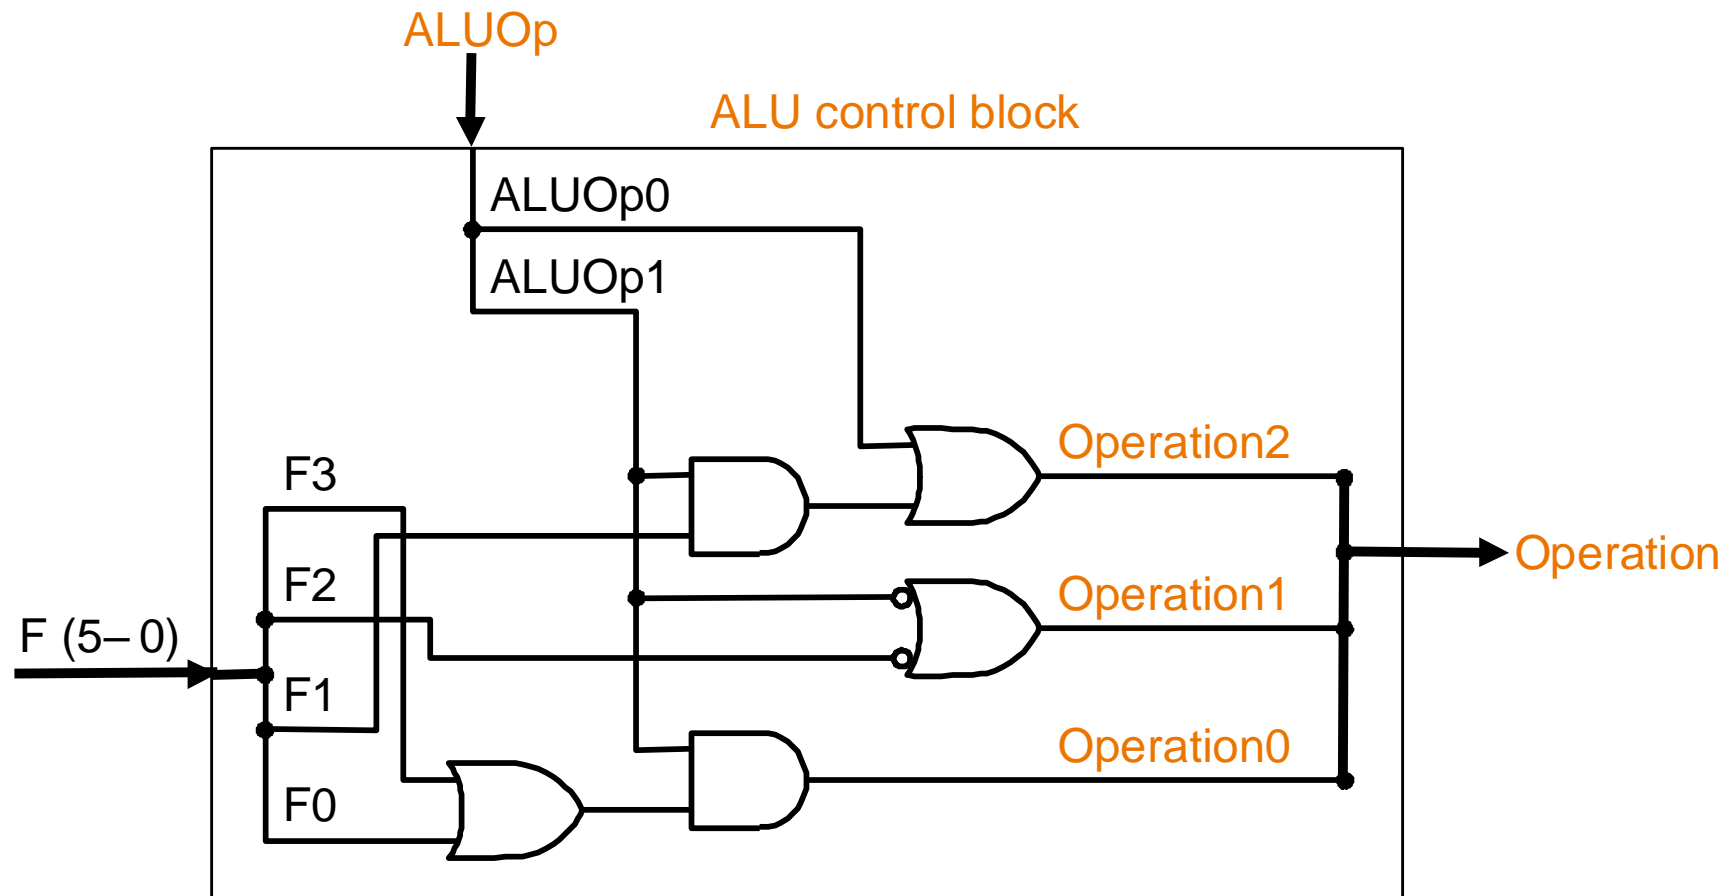 ALUOp
ALU control block
ALUOp0
ALUOp1
Operation2
F3
Operation
F2
Operation1
F (5– 0)
F1
Operation0
F0